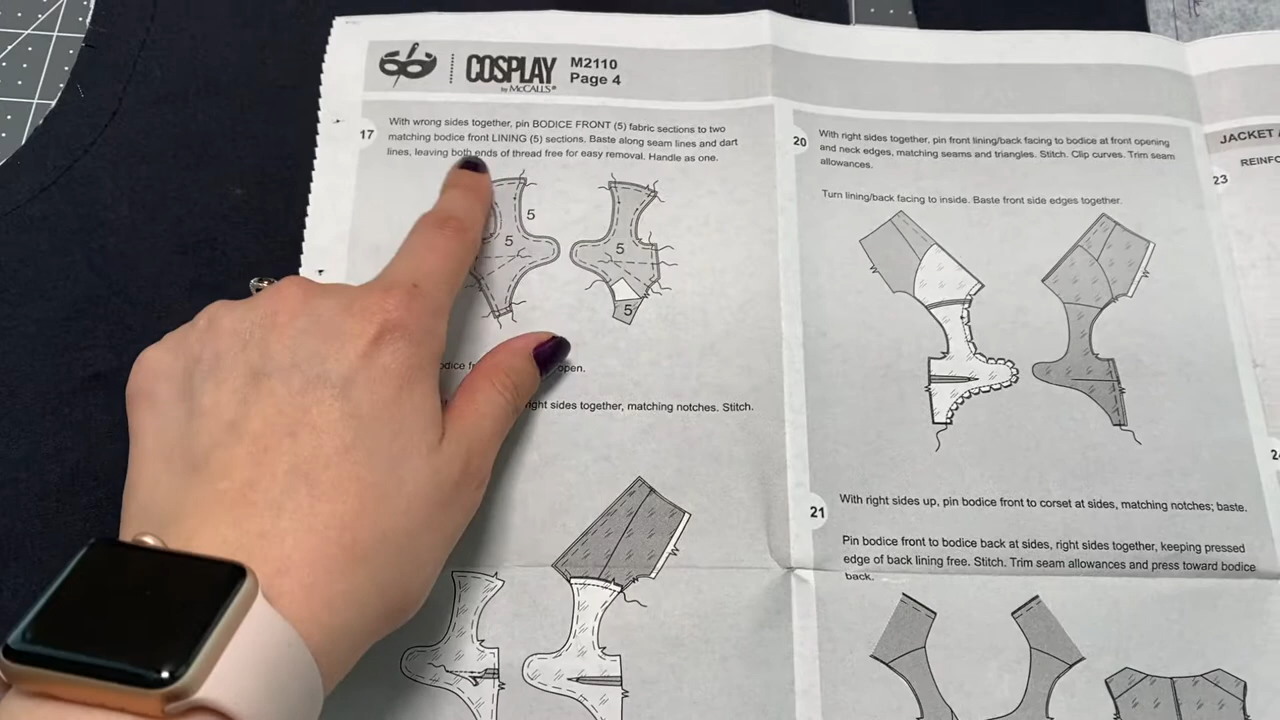 COSPLAY
by McCALLS®
M2110
Page 4
17
With wrong sides together, pin BODICE FRONT (5) fabric sections to two
matching bodice front LINING (5) sections. Baste along seam lines and dart
lines, leaving both ends of thread free for easy removal. Handle as one.
5
5
5
5
open.
right sides together, matching notches. Stitch.
20
With right sides together, pin front lining/back facing to bodice at front opening
and neck edges, matching seams and triangles. Stitch. Clip curves. Trim seam
allowances.
Turn lining/back facing to inside. Baste front side edges together.
21
With right sides up, pin bodice front to corset at sides, matching notches; baste.
Pin bodice front to bodice back at sides, right sides together, keeping pressed
edge of back lining free. Stitch. Trim seam allowances and press toward bodice
back.
JACKET
23